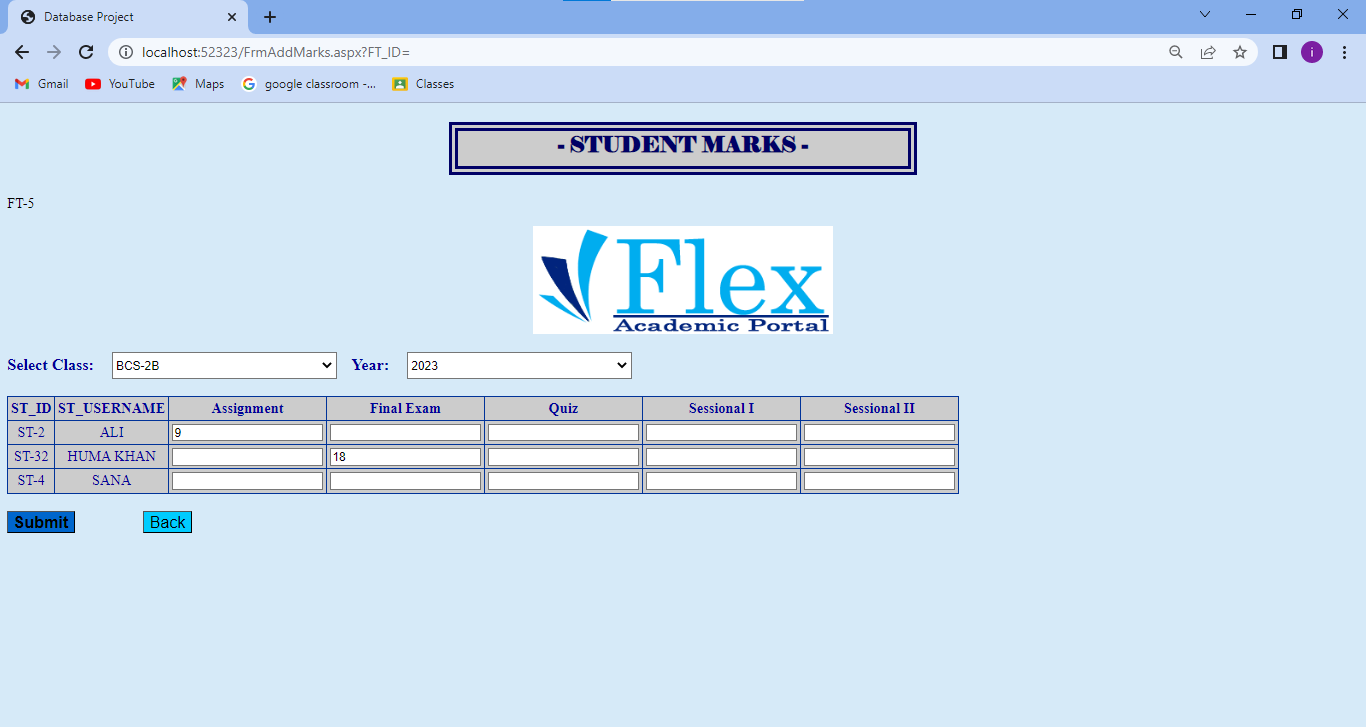 Database Project
localhost:52323/FrmAddMarks.aspx?FT_ID=
i
Gmail YouTube Maps google classroom -... Classes
- STUDENT MARKS -
FT-5
Flex
Academic Portal
Select Class: BCS-2B Year: 2023
ST_ID ST_USERNAME Assignment Final Exam Quiz Sessional I Sessional II
ST-2 ALI 9
ST-32 HUMA KHAN 18
ST-4 SANA
Submit Back